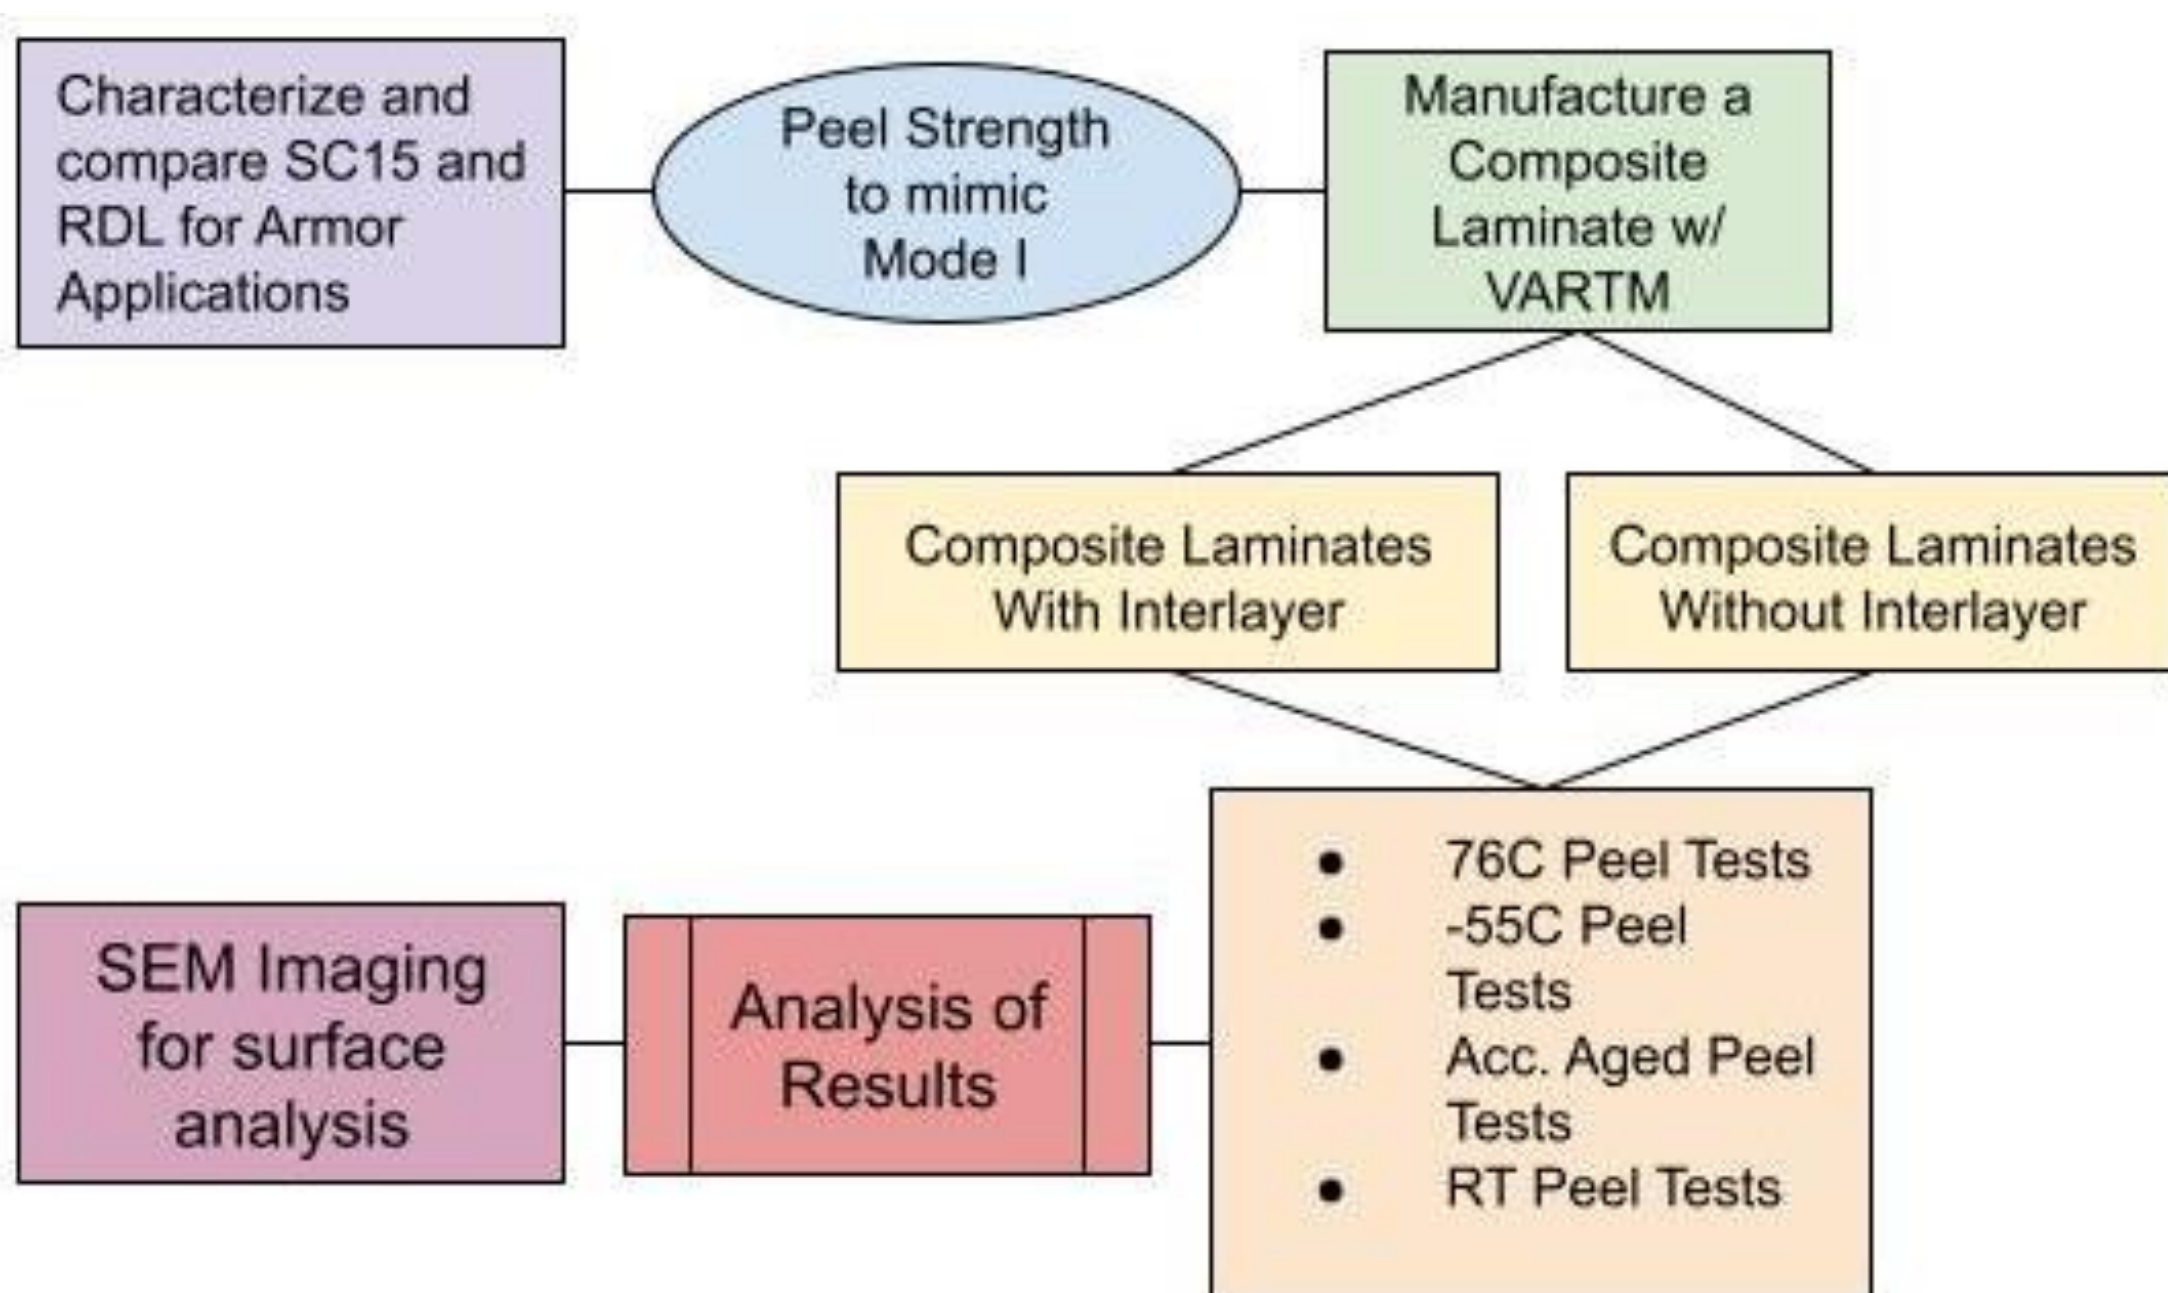 Characterize and
compare SC15 and
RDL for Armor
Applications
Peel Strength
to mimic
Mode I
Manufacture a
Composite
Laminate w/
VARTM
Composite Laminates
With Interlayer
Composite Laminates
Without Interlayer
• 76C Peel Tests
• -55C Peel
Tests
• Acc. Aged Peel
Tests
• RT Peel Tests
Analysis of
Results
SEM Imaging
for surface
analysis